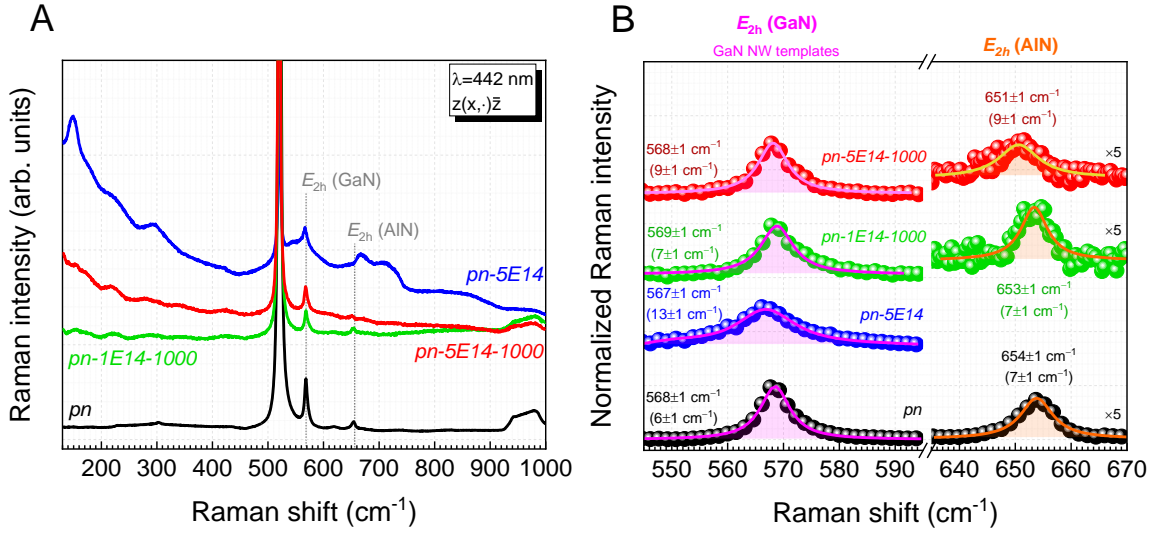 A
Raman intensity (arb. units)
λ=442 nm
z(x,·)z̄
E2h (GaN)
E2h (AlN)
pn-5E14
pn-1E14-1000
pn-5E14-1000
pn
200 300 400 500 600 700 800 900 1000
Raman shift (cm⁻¹)
B
Normalized Raman intensity
E2h (GaN)
GaN NW templates
E2h (AlN)
568±1 cm⁻¹
(9±1 cm⁻¹)
pn-5E14-1000
651±1 cm⁻¹
(9±1 cm⁻¹)
×5
569±1 cm⁻¹
(7±1 cm⁻¹)
pn-1E14-1000
×5
653±1 cm⁻¹
(7±1 cm⁻¹)
567±1 cm⁻¹
(13±1 cm⁻¹)
pn-5E14
568±1 cm⁻¹
(6±1 cm⁻¹)
pn
654±1 cm⁻¹
(7±1 cm⁻¹)
×5
550 560 570 580 590 640 650 660 670
Raman shift (cm⁻¹)